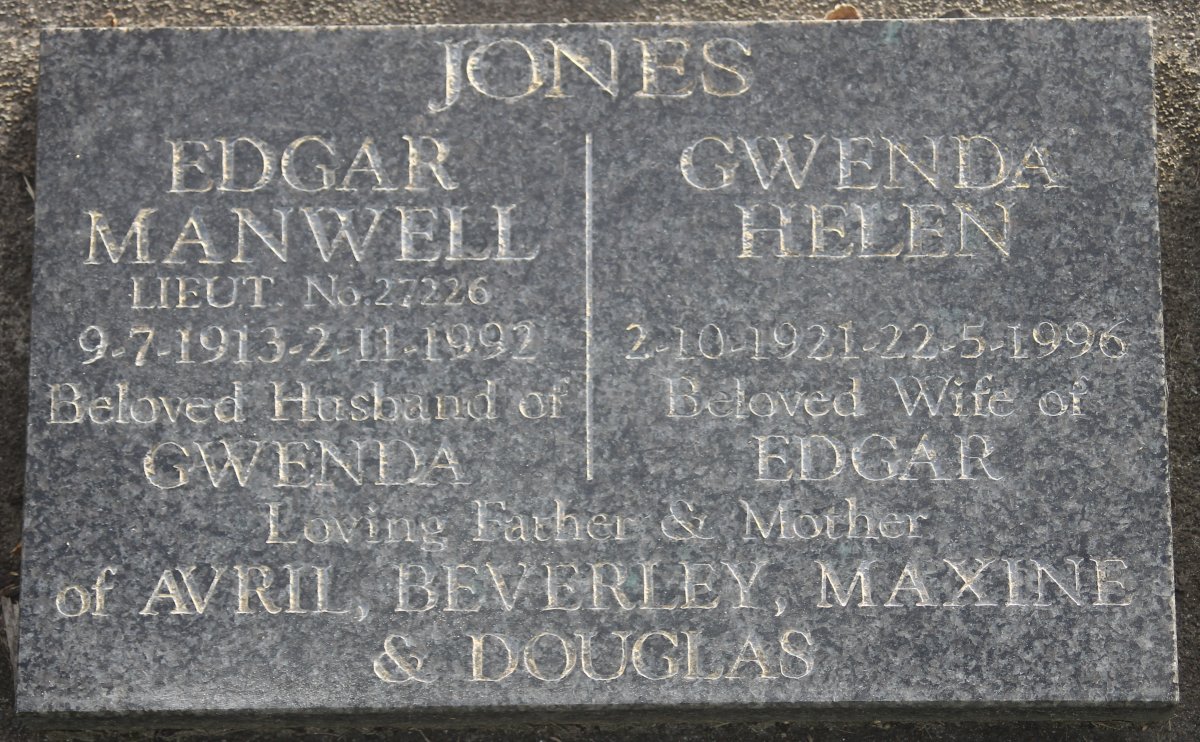 JONES
EDGAR
MANWELL
LIEUT. No.27226
9-7-1913-2-11-1992
Beloved Husband of
GWENDA
GWENDA
HELEN
2-10-1921-22-5-1996
Beloved Wife of
EDGAR
Loving Father & Mother
of AVRIL, BEVERLEY, MAXINE
& DOUGLAS